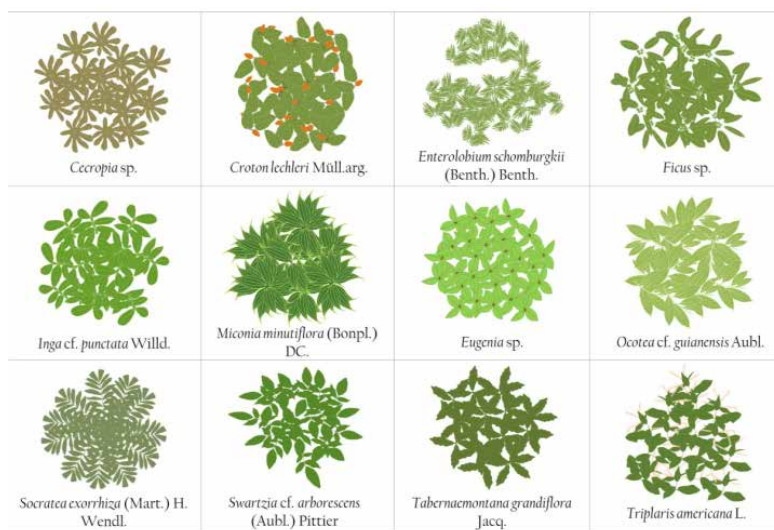 Cecropia sp.
Croton lechleri Müll.arg.
Enterolobium schomburgkii
(Benth.) Benth.
Ficus sp.
Inga cf. punctata Willd.
Miconia minutiflora (Bonpl.)
DC.
Eugenia sp.
Ocotea cf. guianensis Aubl.
Socratea exorrhiza (Mart.) H.
Wendl.
Swartzia cf. arborescens
(Aubl.) Pittier
Tabernaemontana grandiflora
Jacq.
Triplaris americana L.